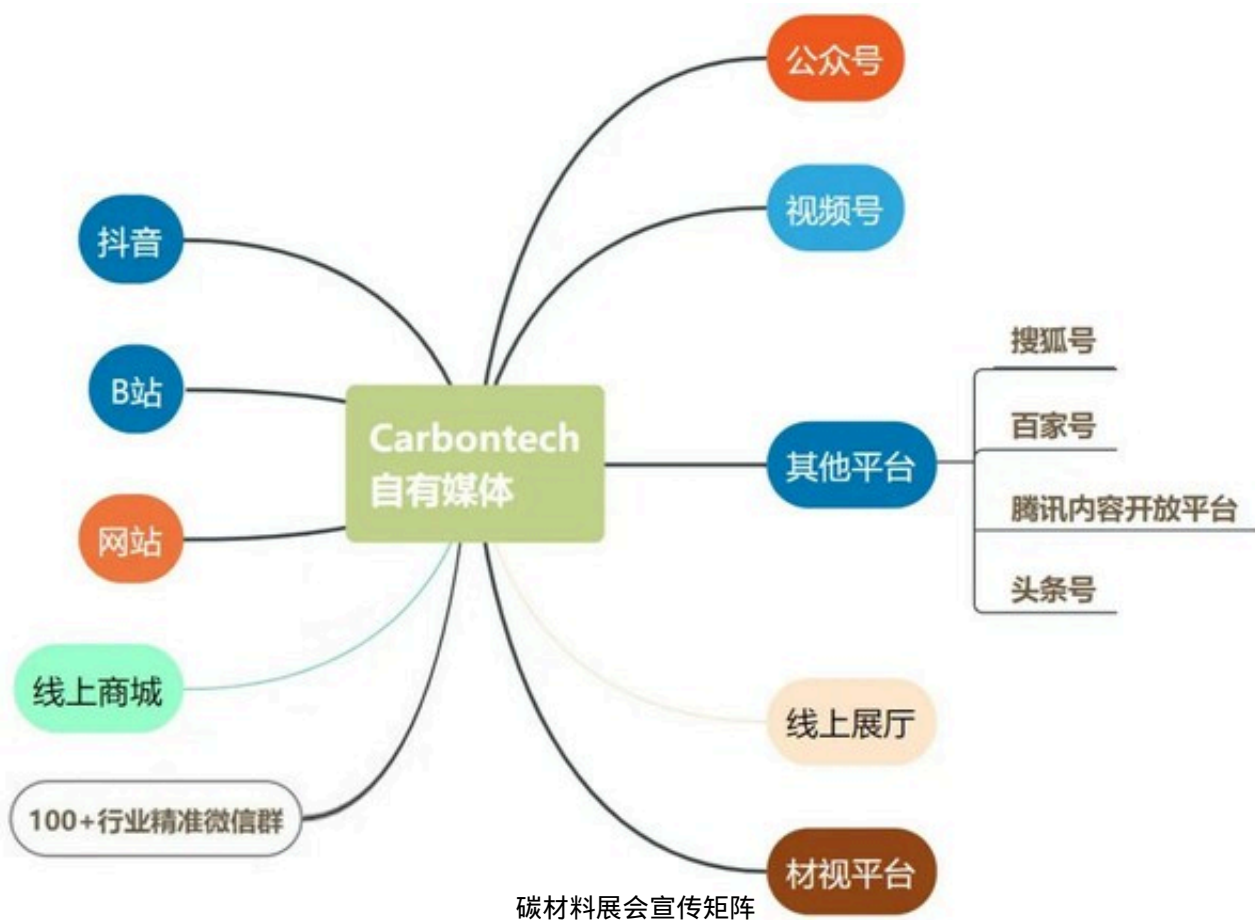 公众号
视频号
抖音
搜狐号
B站
百家号
Carbontech
自有媒体
其他平台
腾讯内容开放平台
网站
头条号
线上商城
线上展厅
100+行业精准微信群
材视平台
碳材料展会宣传矩阵